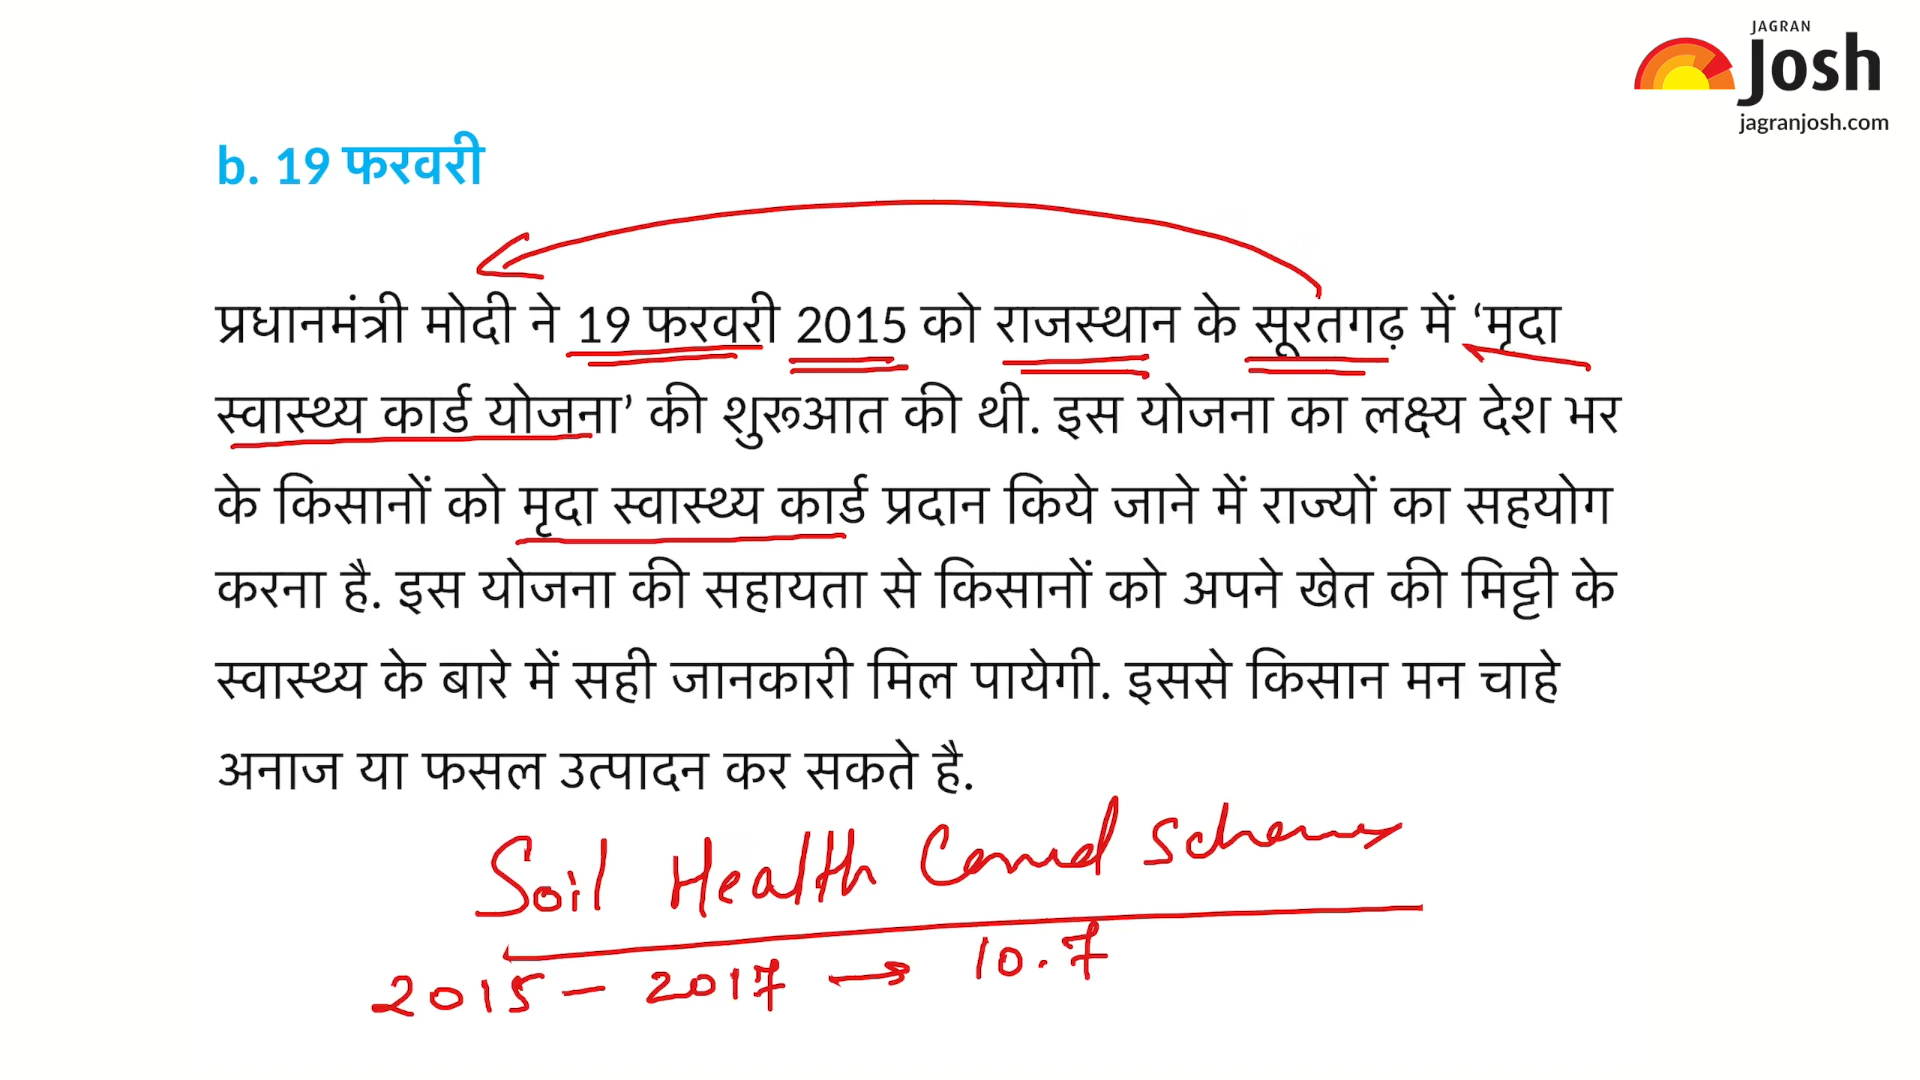 JAGRAN
Josh
jagranjosh.com
b. 19 फरवरी
प्रधानमंत्री मोदी ने 19 फरवरी 2015 को राजस्थान के सूरतगढ़ में ‘मृदा
स्वास्थ्य कार्ड योजना’ की शुरूआत की थी. इस योजना का लक्ष्य देश भर
के किसानों को मृदा स्वास्थ्य कार्ड प्रदान किये जाने में राज्यों का सहयोग
करना है. इस योजना की सहायता से किसानों को अपने खेत की मिट्टी के
स्वास्थ्य के बारे में सही जानकारी मिल पायेगी. इससे किसान मन चाहे
अनाज या फसल उत्पादन कर सकते है.
Soil Health Card Scheme
2015 - 2017 → 10.7